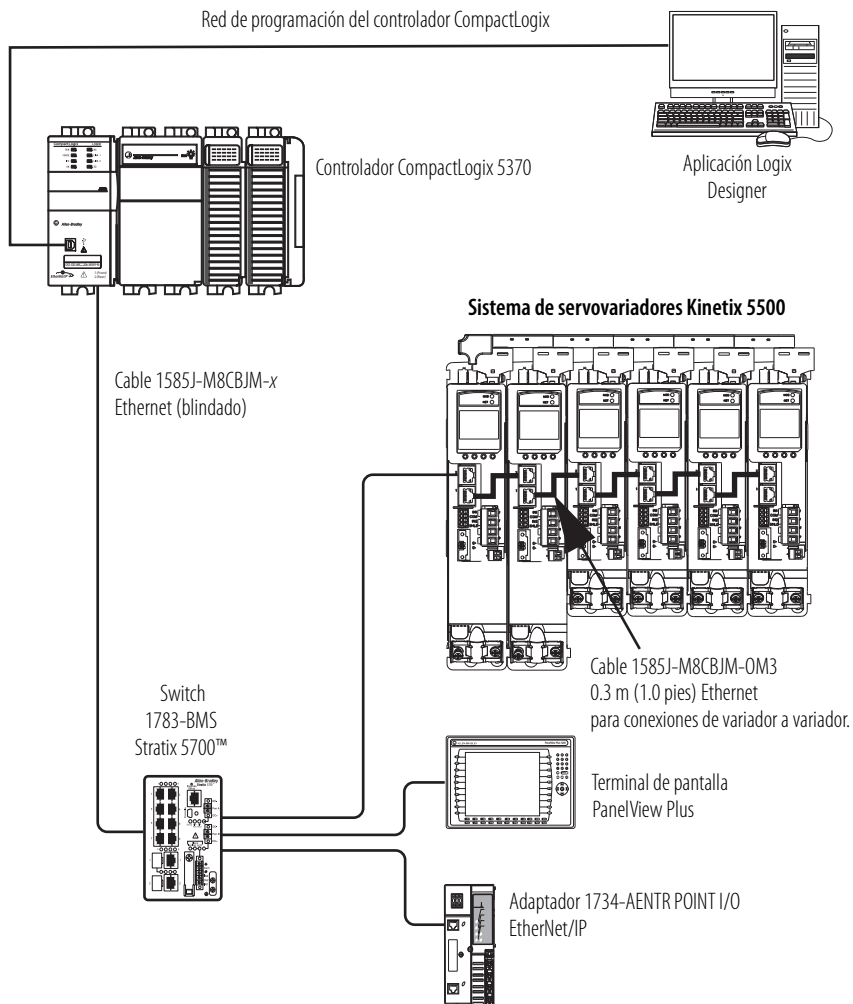 Red de programación del controlador CompactLogix
Controlador CompactLogix 5370
Aplicación Logix
Designer
Sistema de servovariadores Kinetix 5500
Cable 1585J-M8CBJM-x
Ethernet (blindado)
Cable 1585J-M8CBJM-OM3
0.3 m (1.0 pies) Ethernet
para conexiones de variador a variador.
Switch
1783-BMS
Stratix 5700™
Terminal de pantalla
PanelView Plus
Adaptador 1734-AENTR POINT I/O
EtherNet/IP